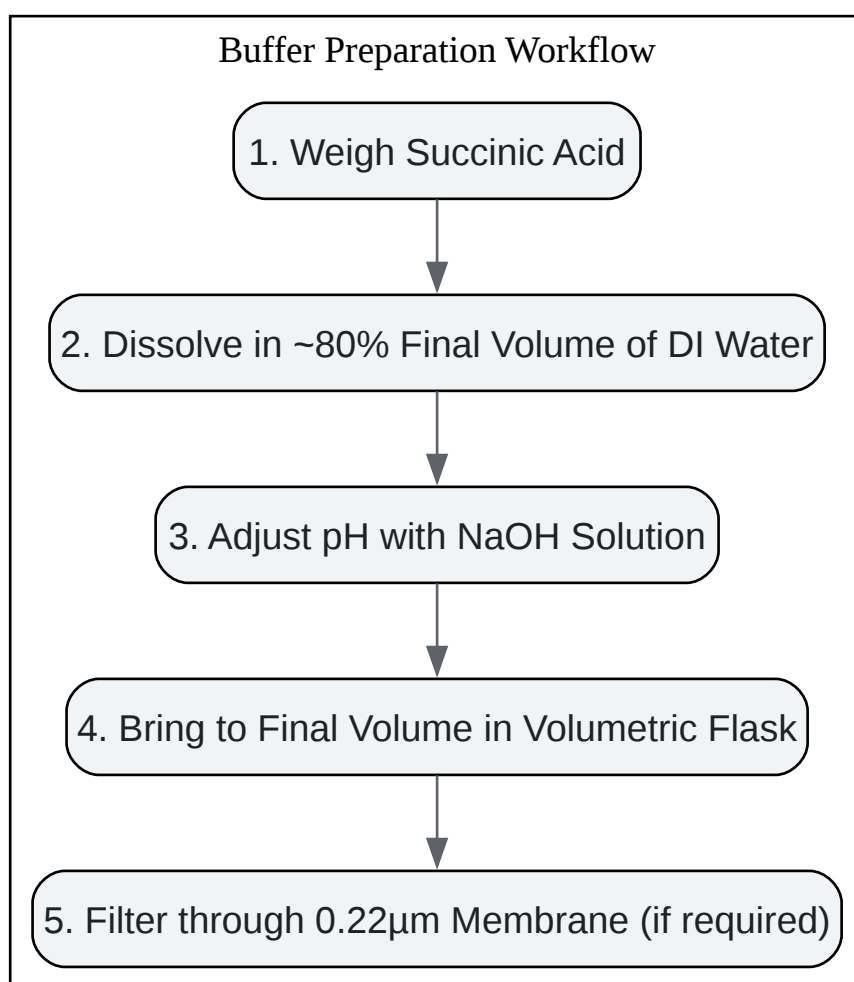 Buffer Preparation Workflow
1. Weigh Succinic Acid
2. Dissolve in ~80% Final Volume of DI Water
3. Adjust pH with NaOH Solution
4. Bring to Final Volume in Volumetric Flask
5. Filter through 0.22µm Membrane (if required)